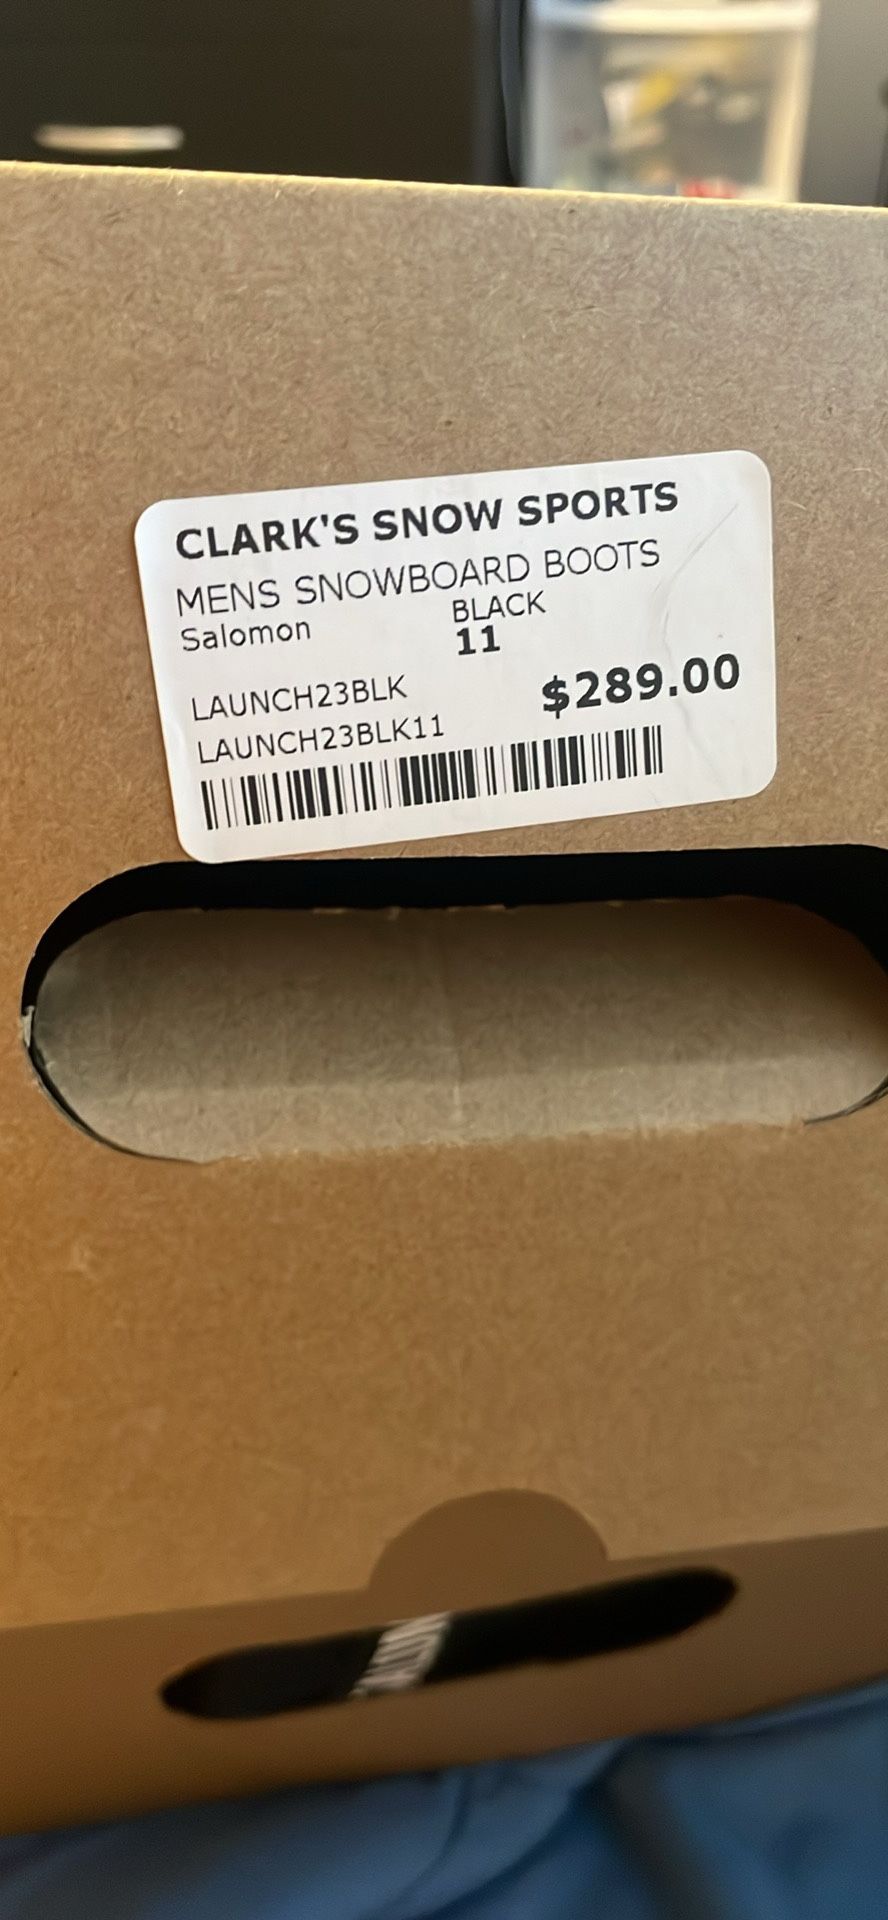 CLARK'S SNOW SPORTS
MENS SNOWBOARD BOOTS
Salomon BLACK
11
LAUNCH23BLK $289.00
LAUNCH23BLK11